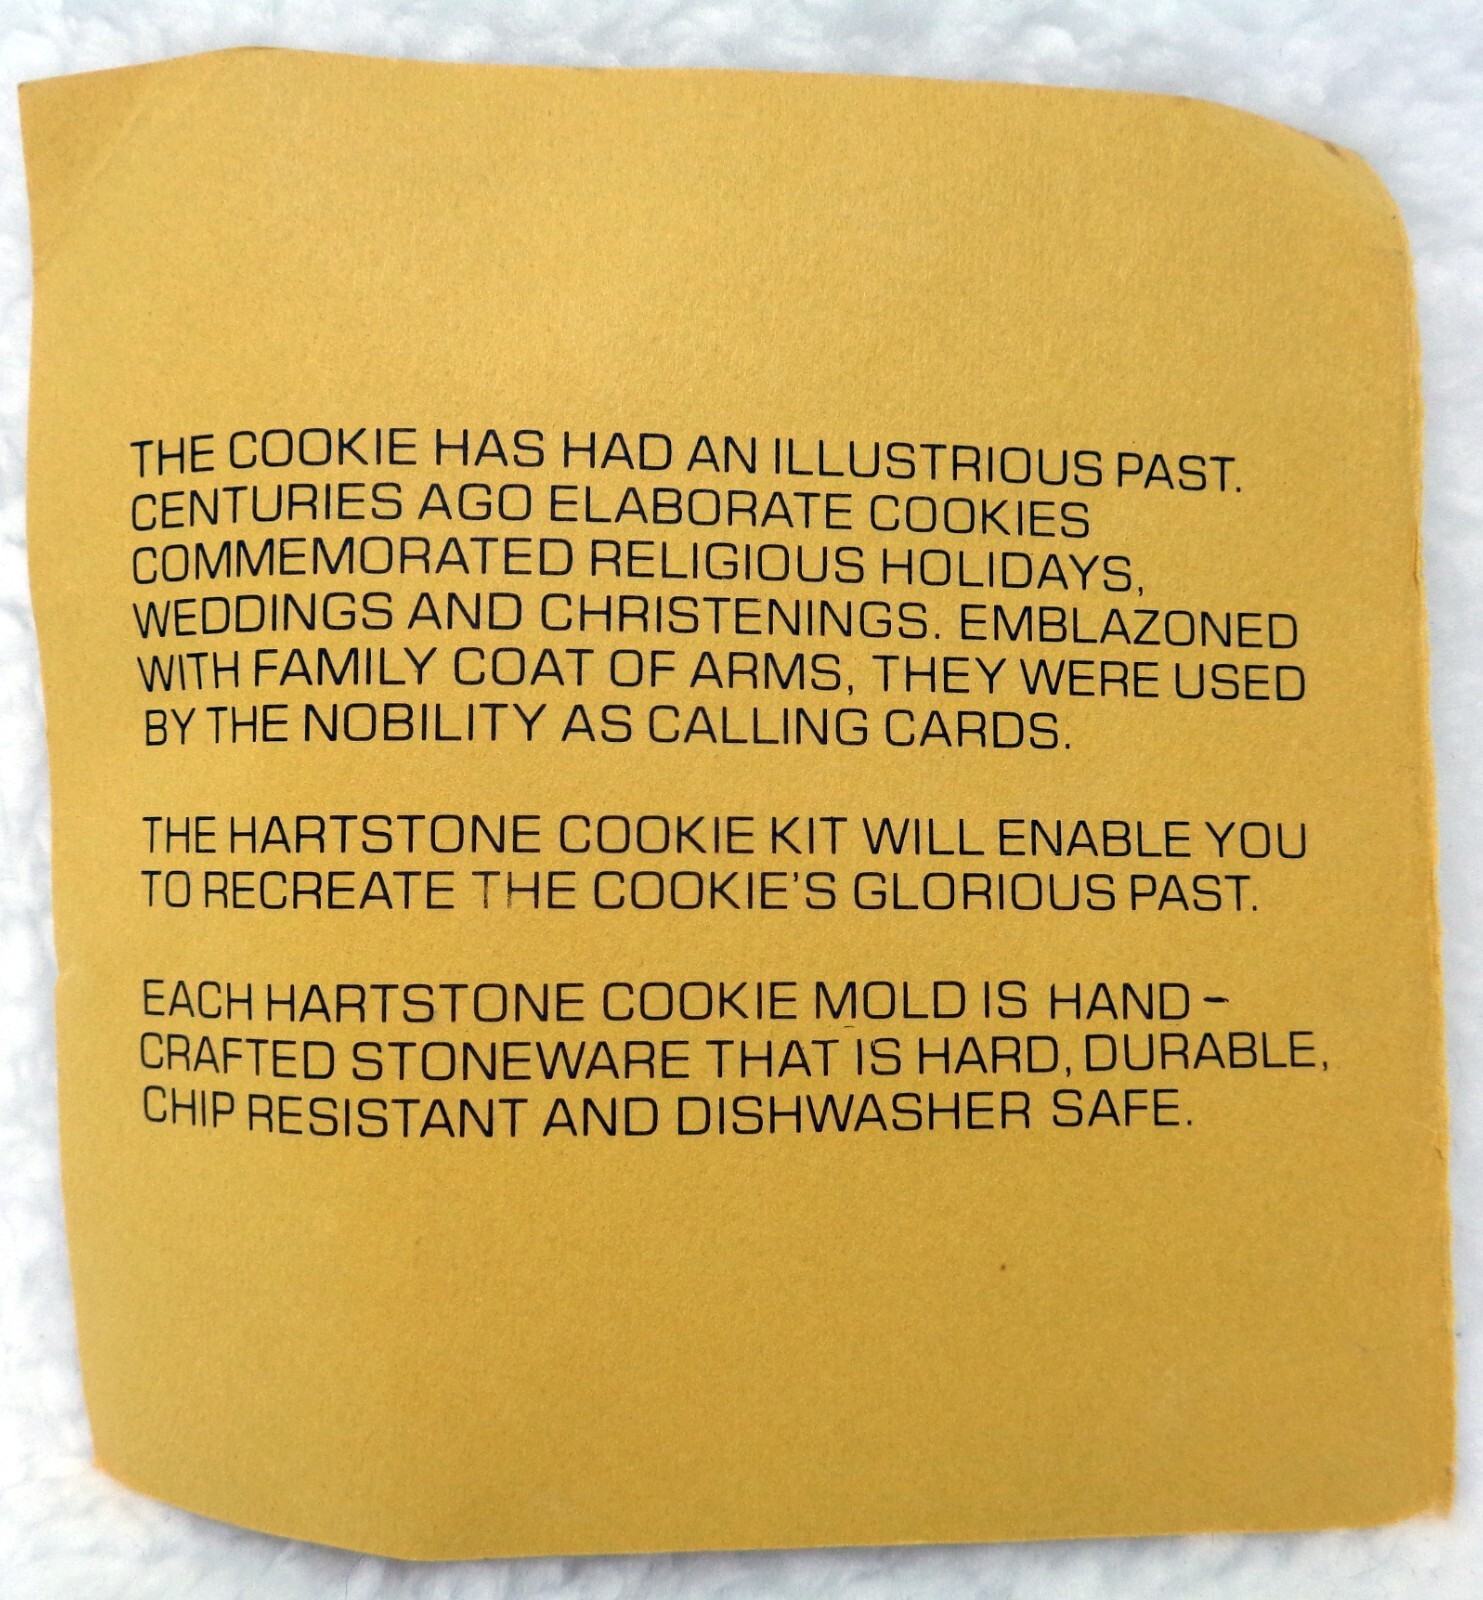 THE COOKIE HAS HAD AN ILLUSTRIOUS PAST.
CENTURIES AGO ELABORATE COOKIES
COMMEMORATED RELIGIOUS HOLIDAYS,
WEDDINGS AND CHRISTENINGS. EMBLAZONED
WITH FAMILY COAT OF ARMS, THEY WERE USED
BY THE NOBILITY AS CALLING CARDS.
THE HARTSTONE COOKIE KIT WILL ENABLE YOU
TO RECREATE THE COOKIE'S GLORIOUS PAST.
EACH HARTSTONE COOKIE MOLD IS HAND-
CRAFTED STONEWARE THAT IS HARD, DURABLE,
CHIP RESISTANT AND DISHWASHER SAFE.